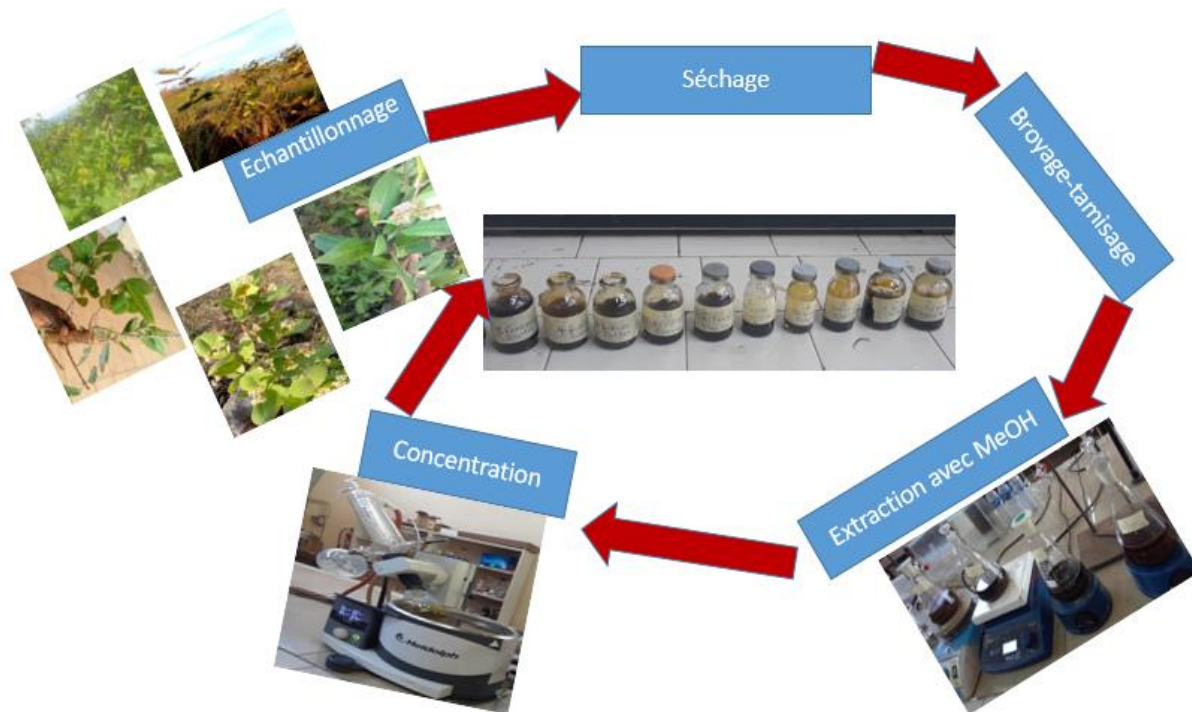 Echantillonnage
Séchage
Broyage-tamisage
Extraction avec MeOH
Concentration
Heidolph